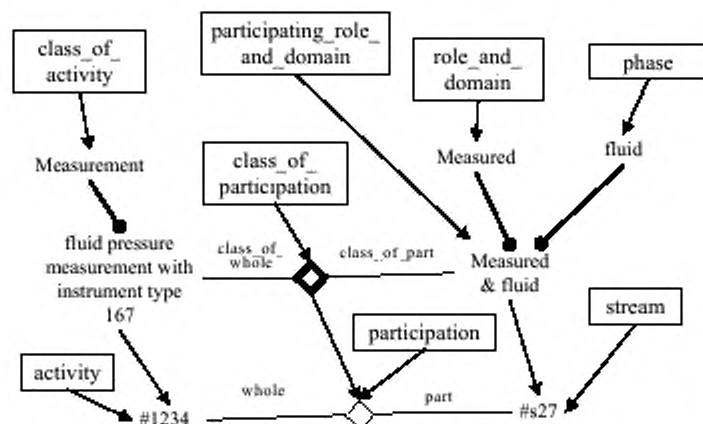 participating_role_
and_domain
class_of_
activity
role_and_
domain
phase
Measurement
class_of_
participation
Measured
fluid
fluid pressure
measurement with
instrument type
167
class_of_
whole
class_of_part
Measured
& fluid
stream
participation
activity
whole
part
#1234
#s27